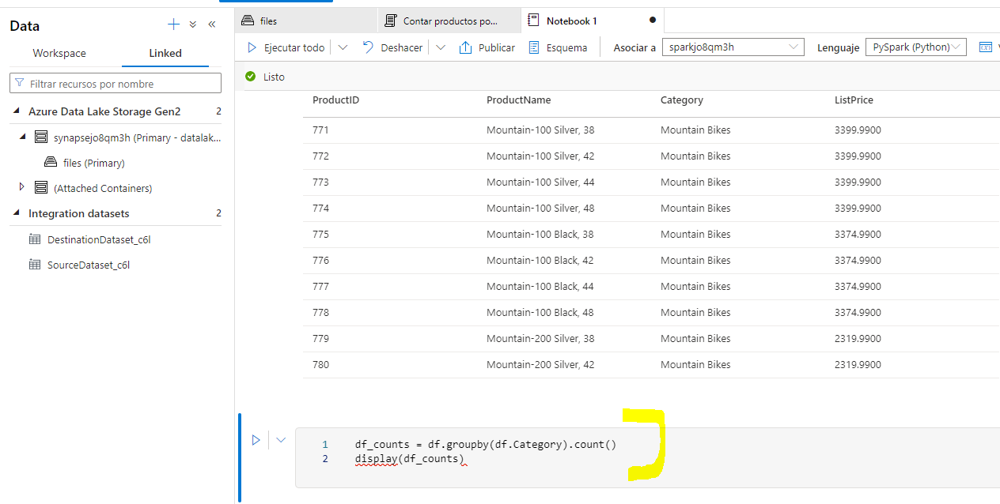 Data
Workspace
Linked
Filtrar recursos por nombre
Azure Data Lake Storage Gen2 2
synapsejo8qm3h (Primary - datalak...
files (Primary)
(Attached Containers)
Integration datasets 2
DestinationDataset_c6l
SourceDataset_c6l
files
Contar productos po...
Notebook 1
Ejecutar todo
Deshacer
Publicar
Esquema
Asociar a
sparkjo8qm3h
Lenguaje
PySpark (Python)
Listo
ProductID ProductName Category ListPrice
771 Mountain-100 Silver, 38 Mountain Bikes 3399.9900
772 Mountain-100 Silver, 42 Mountain Bikes 3399.9900
773 Mountain-100 Silver, 44 Mountain Bikes 3399.9900
774 Mountain-100 Silver, 48 Mountain Bikes 3399.9900
775 Mountain-100 Black, 38 Mountain Bikes 3374.9900
776 Mountain-100 Black, 42 Mountain Bikes 3374.9900
777 Mountain-100 Black, 44 Mountain Bikes 3374.9900
778 Mountain-100 Black, 48 Mountain Bikes 3374.9900
779 Mountain-200 Silver, 38 Mountain Bikes 2319.9900
780 Mountain-200 Silver, 42 Mountain Bikes 2319.9900
1 df_counts = df.groupby(df.Category).count()
2 display(df_counts)